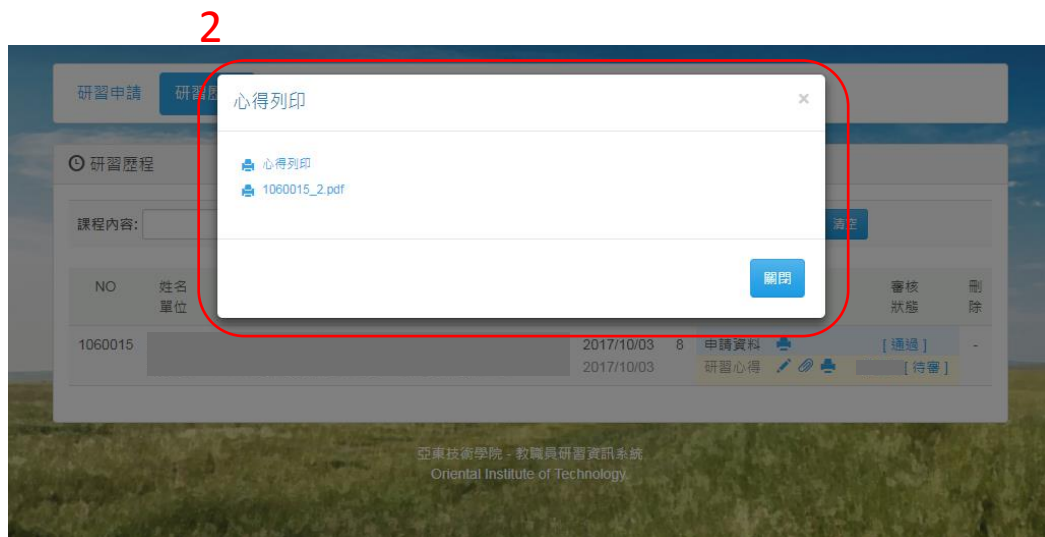 2
研習申請 研習歷
心得列印 ×
心得列印
1060015_2.pdf
關閉
研習歷程
課程內容:
清空
NO 姓名 單位 審核 狀態 刪 除
1060015 2017/10/03 8 申請資料 [ 通過 ] -
2017/10/03 研習心得 [ 待審 ]
亞東技術學院 - 教職員研習資訊系統
Oriental Institute of Technology.